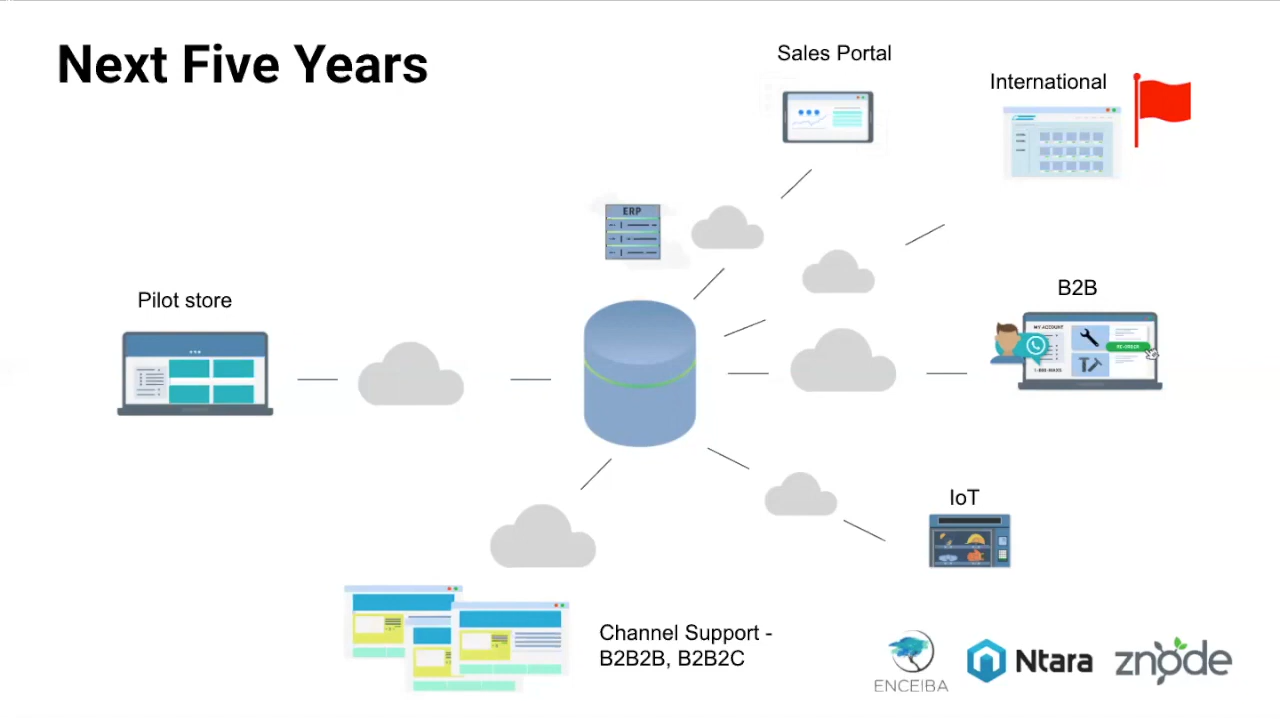 Next Five Years
Sales Portal
International
ERP
Pilot store
B2B
MY ACCOUNT
RE-ORDER
IoT
Channel Support -
B2B2B, B2B2C
ENCEIBA
Ntara
znode